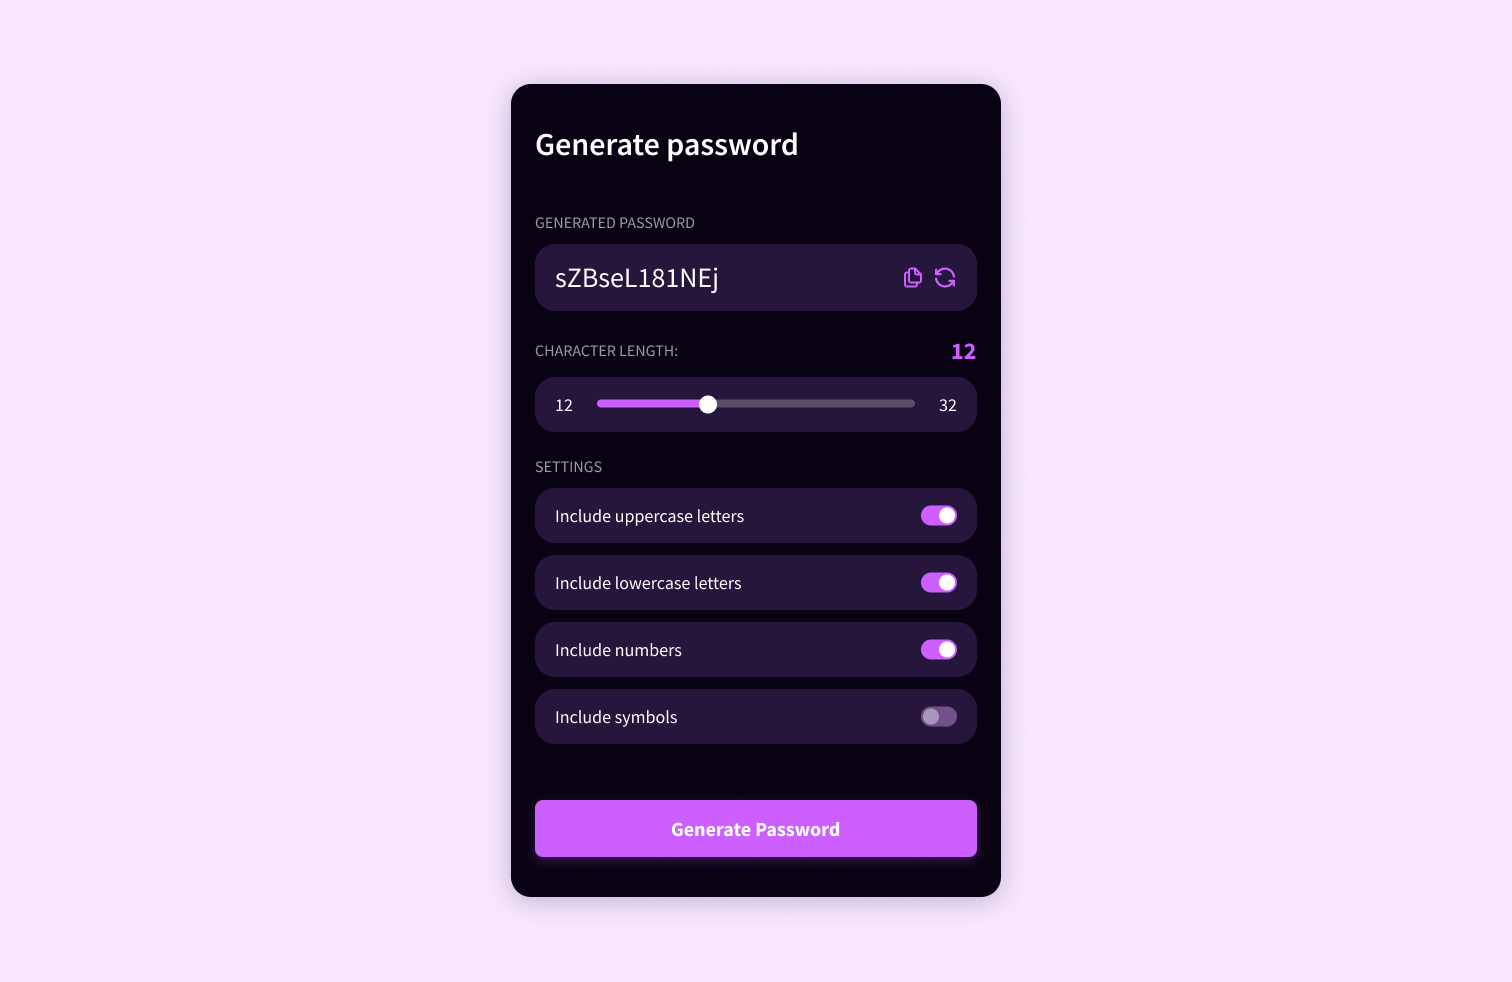 Generate password
GENERATED PASSWORD
sZBseL181NEj
CHARACTER LENGTH: 12
12 32
SETTINGS
Include uppercase letters
Include lowercase letters
Include numbers
Include symbols
Generate Password